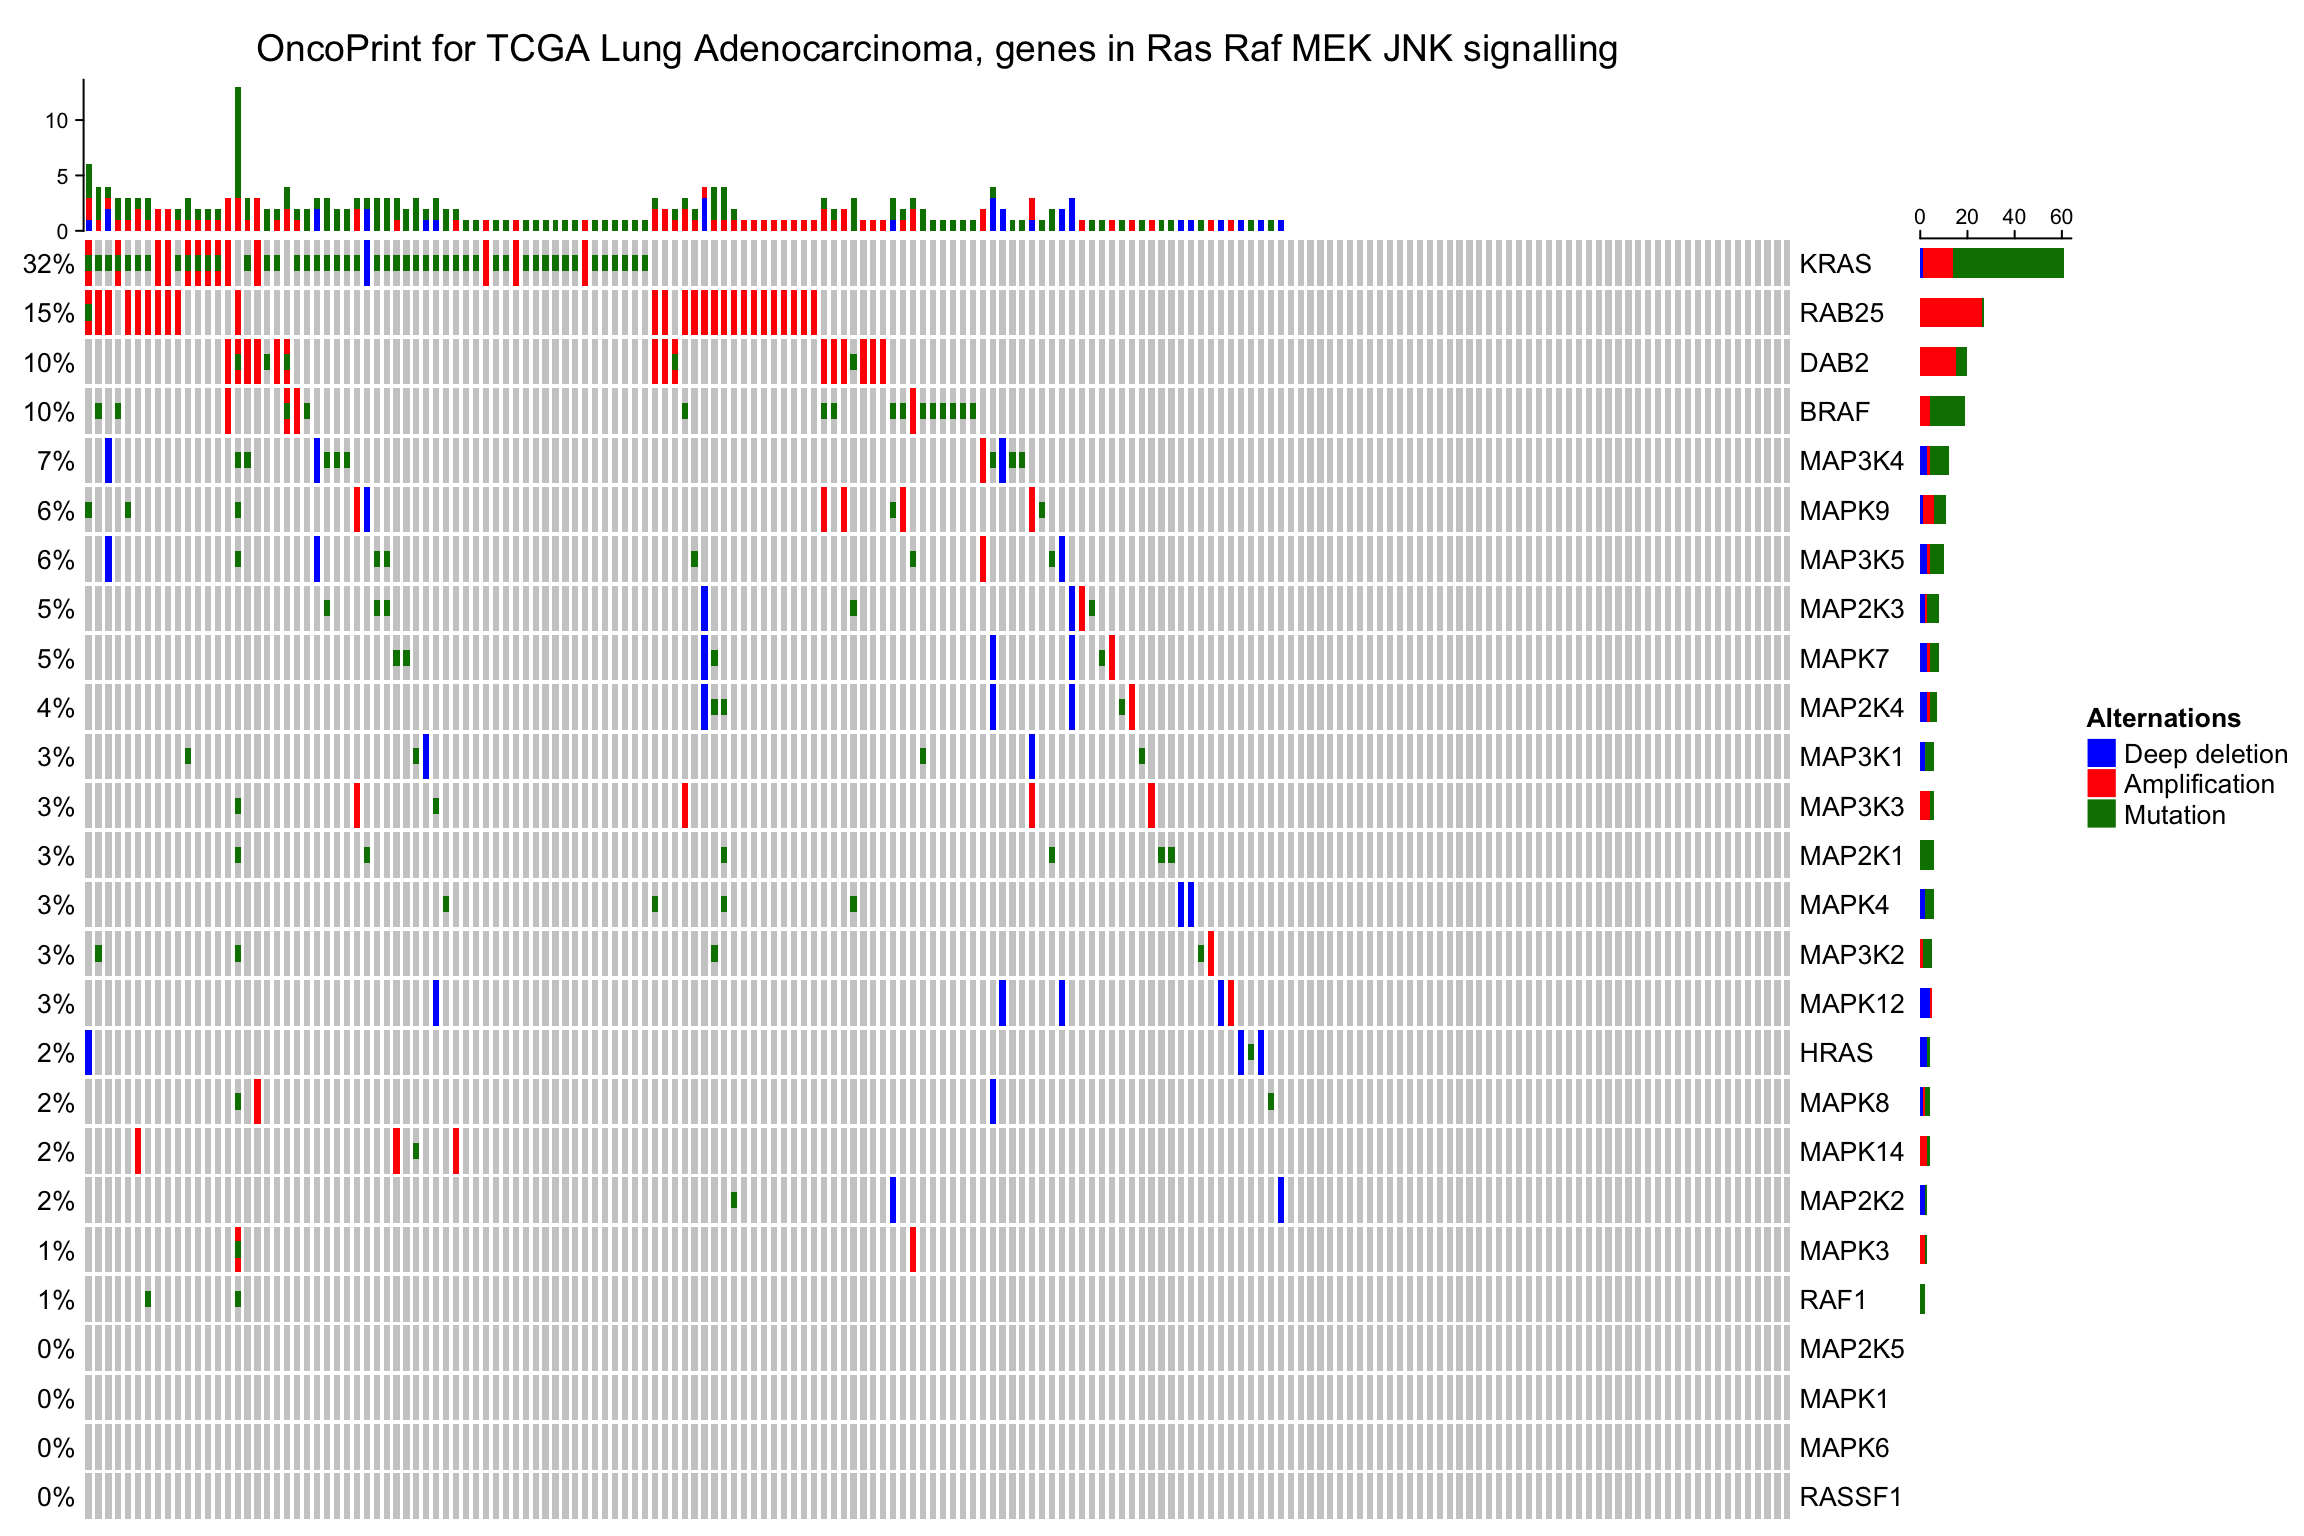 OncoPrint for TCGA Lung Adenocarcinoma, genes in Ras Raf MEK JNK signalling
10
5
0
0 20 40 60
32% KRAS
15% RAB25
10% DAB2
10% BRAF
7% MAP3K4
6% MAPK9
6% MAP3K5
5% MAP2K3
5% MAPK7
4% MAP2K4
3% MAP3K1
3% MAP3K3
3% MAP2K1
3% MAPK4
3% MAP3K2
3% MAPK12
2% HRAS
2% MAPK8
2% MAPK14
2% MAP2K2
1% MAPK3
1% RAF1
0% MAP2K5
0% MAPK1
0% MAPK6
0% RASSF1
Alternations
Deep deletion
Amplification
Mutation